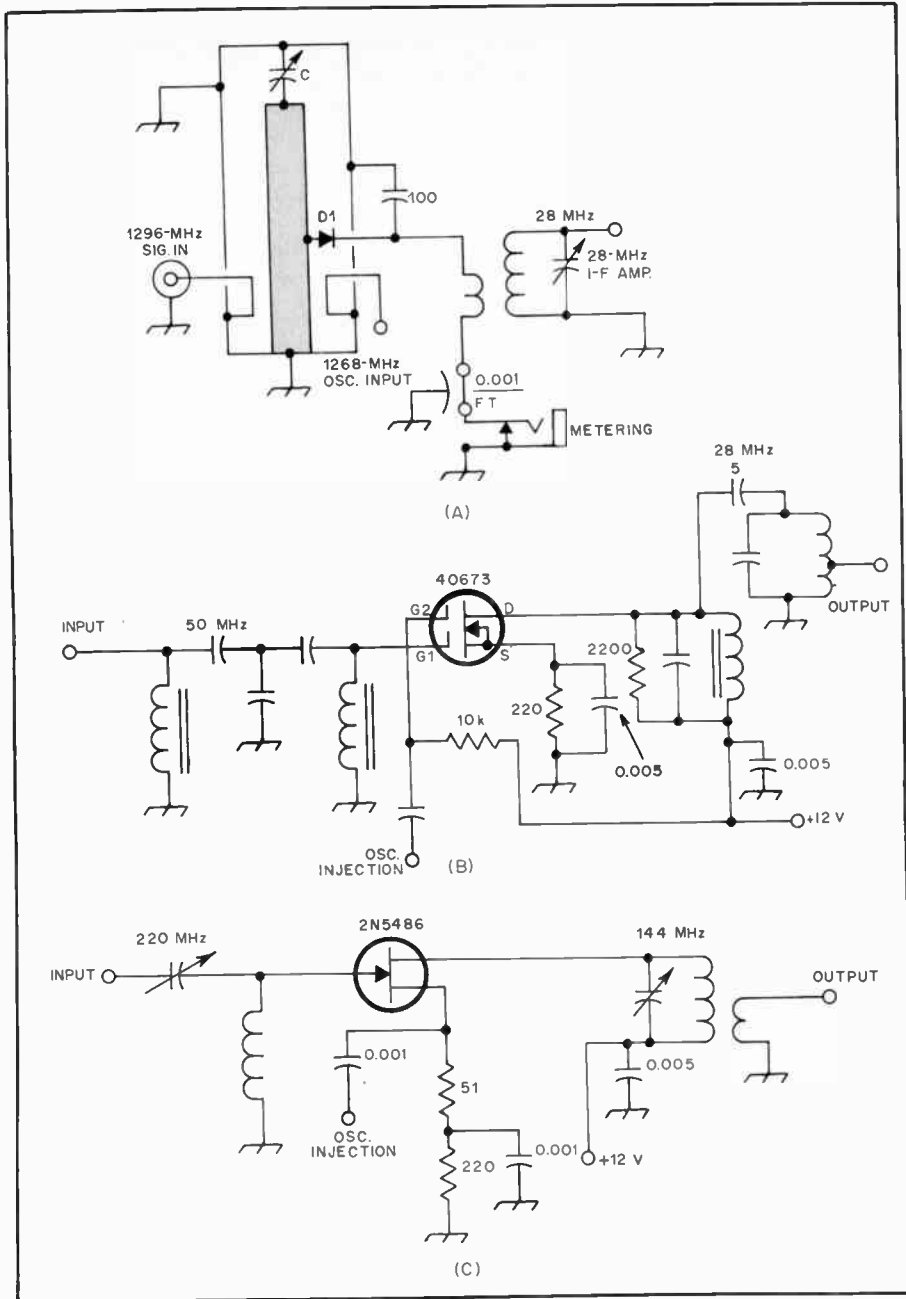 C
100
D1
1296-MHz
SIG. IN
28 MHz
28-MHz
I-F AMP.
1268-MHz
OSC. INPUT
0.001
FT
METERING
(A)
28 MHz
5
40673
G2
D
INPUT
50 MHz
G1
S
OUTPUT
2200
220
10k
0.005
0.005
+12 V
OSC.
INJECTION
(B)
2N5486
220 MHz
144 MHz
INPUT
OUTPUT
0.001
51
0.005
OSC.
INJECTION
220
0.001
+12 V
(C)